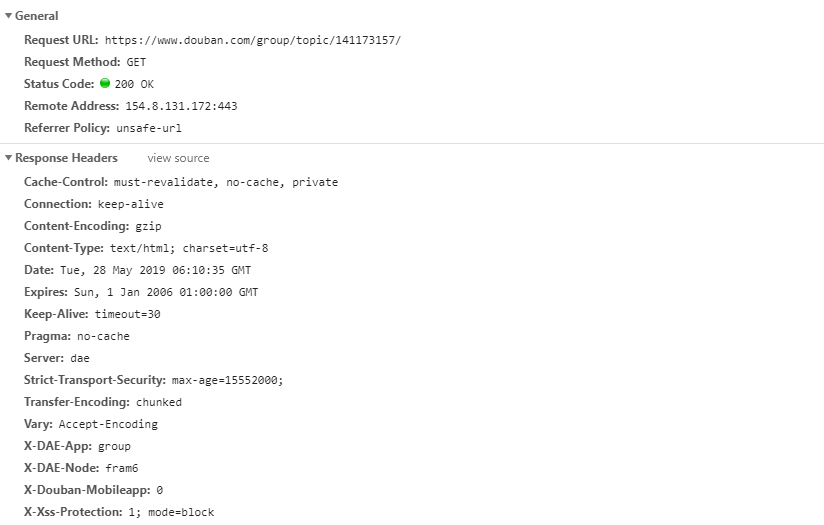 General
Request URL: https://www.douban.com/group/topic/141173157/
Request Method: GET
Status Code: 200 OK
Remote Address: 154.8.131.172:443
Referrer Policy: unsafe-url
Response Headers view source
Cache-Control: must-revalidate, no-cache, private
Connection: keep-alive
Content-Encoding: gzip
Content-Type: text/html; charset=utf-8
Date: Tue, 28 May 2019 06:10:35 GMT
Expires: Sun, 1 Jan 2006 01:00:00 GMT
Keep-Alive: timeout=30
Pragma: no-cache
Server: dae
Strict-Transport-Security: max-age=15552000;
Transfer-Encoding: chunked
Vary: Accept-Encoding
X-DAE-App: group
X-DAE-Node: fram6
X-Douban-Mobileapp: 0
X-Xss-Protection: 1; mode=block